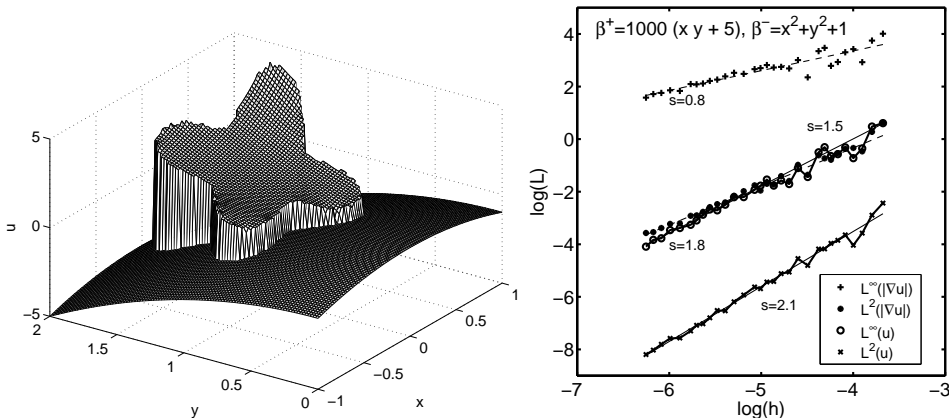 5
0
−5
u
2
1.5
1
0.5
0
y
−1
−0.5
0
0.5
1
x
β⁺=1000 (x y + 5), β⁻=x²+y²+1
4
2
0
−2
−4
−6
−8
log(L)
s=0.8
s=1.5
s=1.8
s=2.1
L^∞(|∇u|)
L²(|∇u|)
L^∞(u)
L²(u)
−7
−6
−5
−4
−3
log(h)